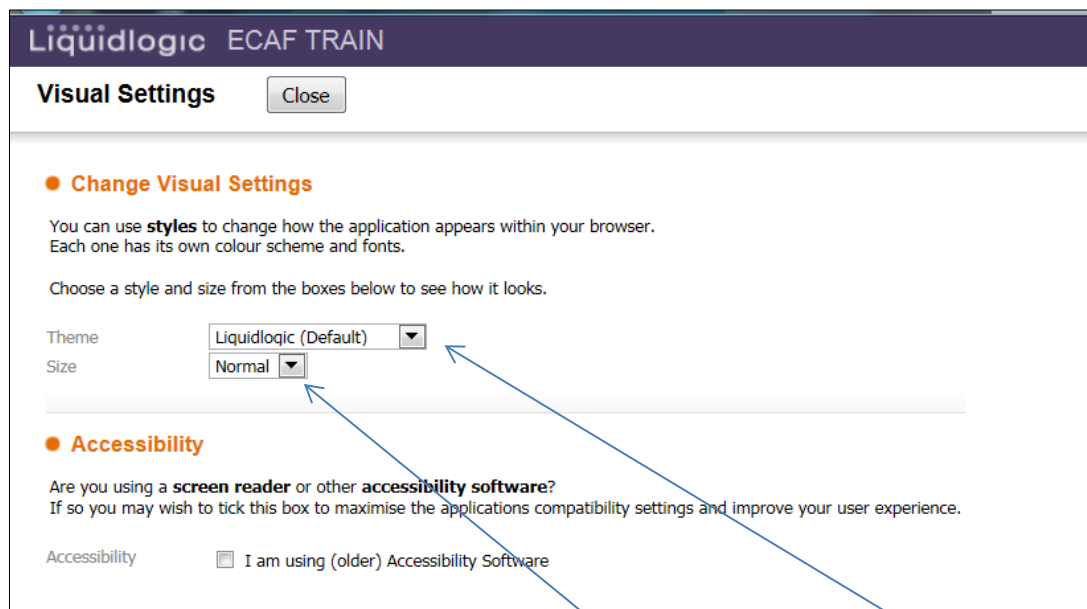 Liquidlogic ECAF TRAIN
Visual Settings Close
Change Visual Settings
You can use styles to change how the application appears within your browser.
Each one has its own colour scheme and fonts.
Choose a style and size from the boxes below to see how it looks.
Theme Liquidlogic (Default)
Size Normal
Accessibility
Are you using a screen reader or other accessibility software?
If so you may wish to tick this box to maximise the applications compatibility settings and improve your user experience.
Accessibility I am using (older) Accessibility Software